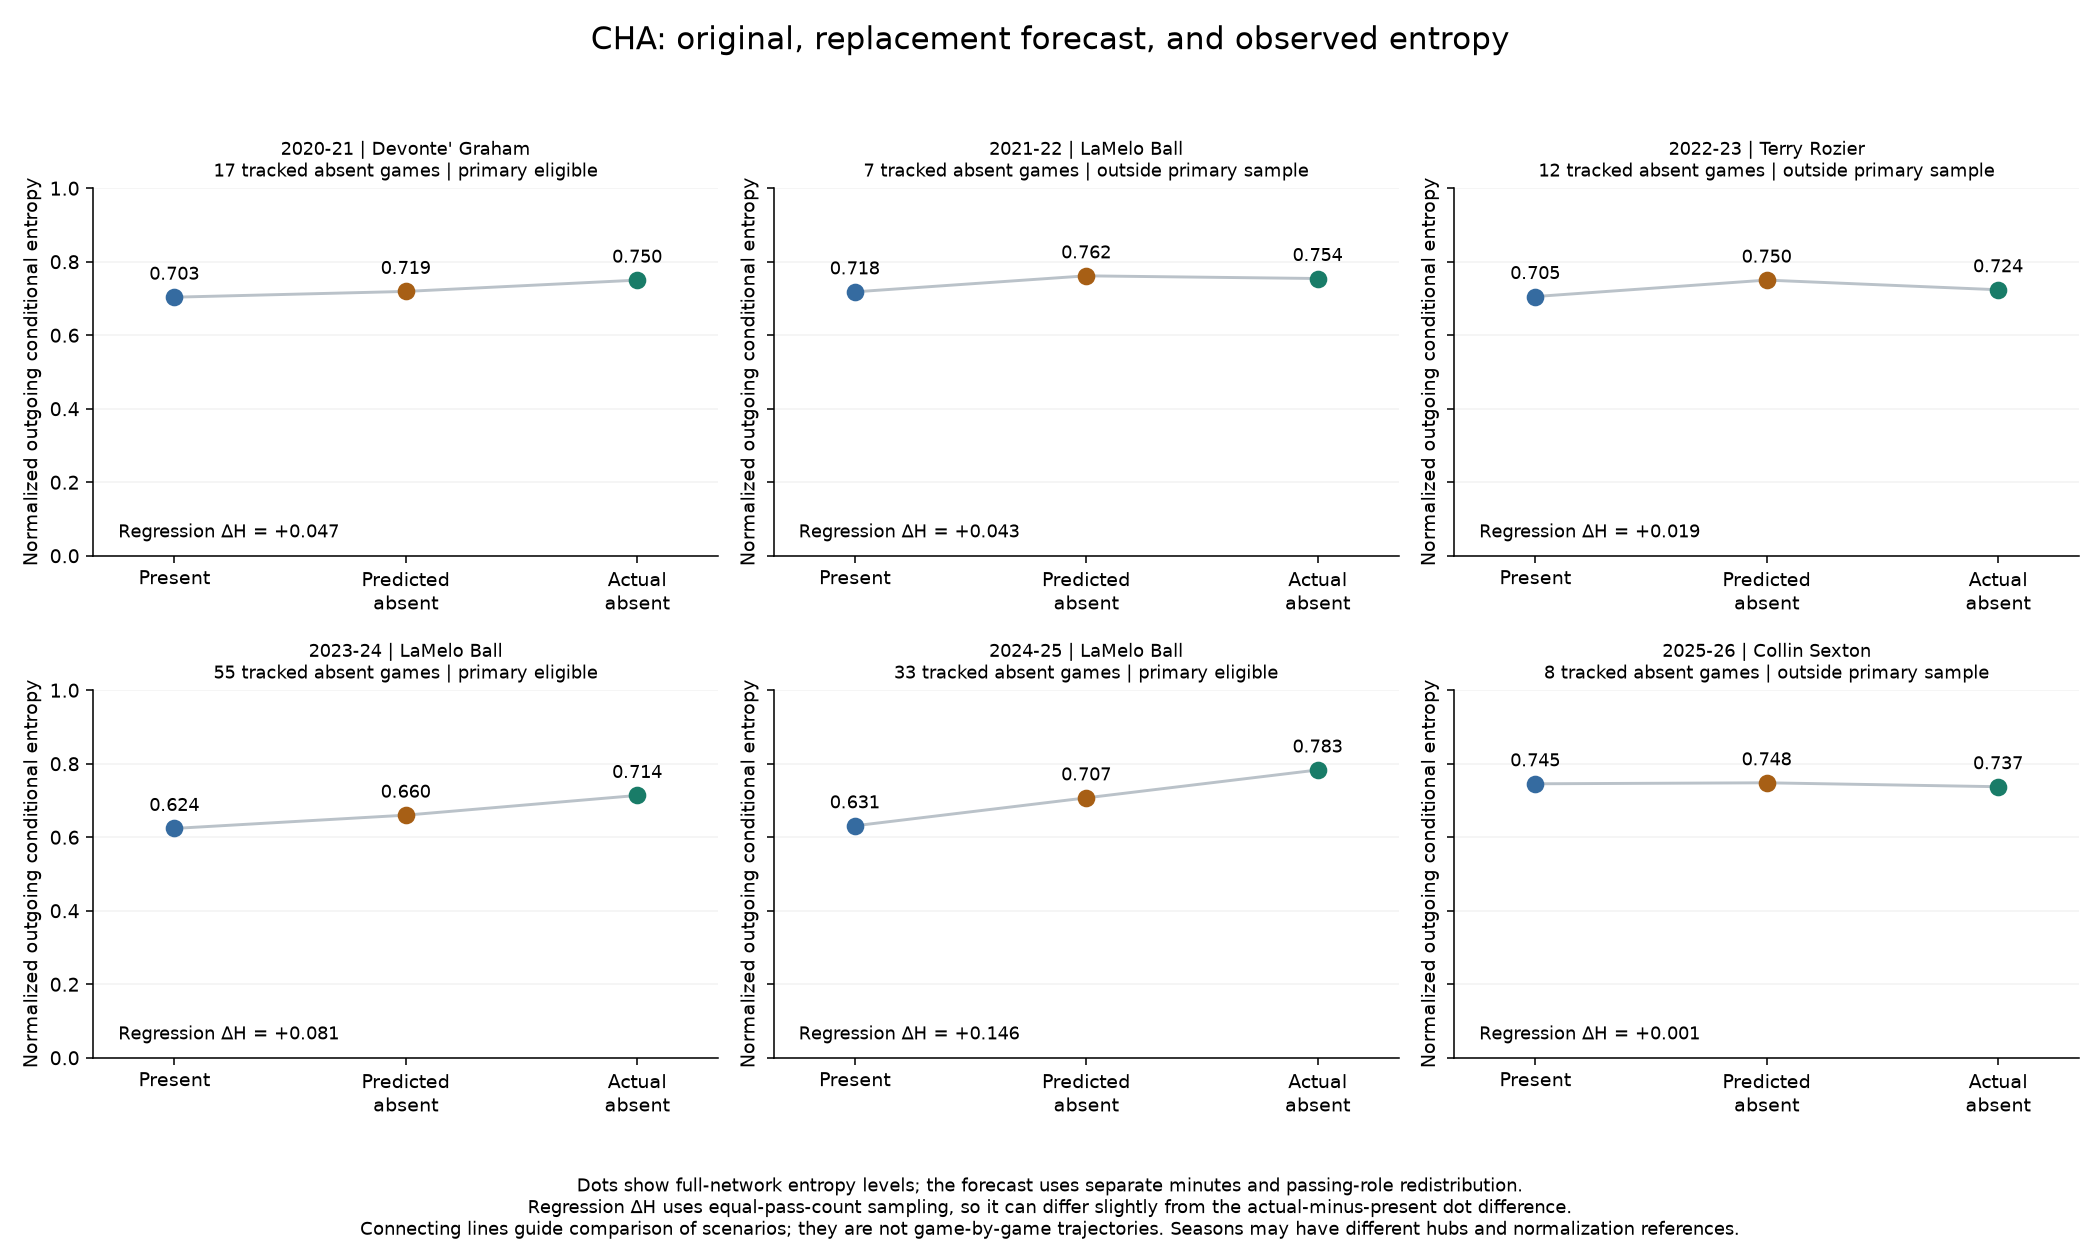 CHA: original, replacement forecast, and observed entropy
2020-21 | Devonte' Graham
17 tracked absent games | primary eligible
Normalized outgoing conditional entropy
1.0
0.8
0.6
0.4
0.2
0.0
0.703
0.719
0.750
Regression ΔH = +0.047
Present
Predicted
absent
Actual
absent
2021-22 | LaMelo Ball
7 tracked absent games | outside primary sample
Normalized outgoing conditional entropy
0.718
0.762
0.754
Regression ΔH = +0.043
Present
Predicted
absent
Actual
absent
2022-23 | Terry Rozier
12 tracked absent games | outside primary sample
Normalized outgoing conditional entropy
0.705
0.750
0.724
Regression ΔH = +0.019
Present
Predicted
absent
Actual
absent
2023-24 | LaMelo Ball
55 tracked absent games | primary eligible
Normalized outgoing conditional entropy
1.0
0.8
0.6
0.4
0.2
0.0
0.624
0.660
0.714
Regression ΔH = +0.081
Present
Predicted
absent
Actual
absent
2024-25 | LaMelo Ball
33 tracked absent games | primary eligible
Normalized outgoing conditional entropy
0.631
0.707
0.783
Regression ΔH = +0.146
Present
Predicted
absent
Actual
absent
2025-26 | Collin Sexton
8 tracked absent games | outside primary sample
Normalized outgoing conditional entropy
0.745
0.748
0.737
Regression ΔH = +0.001
Present
Predicted
absent
Actual
absent
Dots show full-network entropy levels; the forecast uses separate minutes and passing-role redistribution.
Regression ΔH uses equal-pass-count sampling, so it can differ slightly from the actual-minus-present dot difference.
Connecting lines guide comparison of scenarios; they are not game-by-game trajectories. Seasons may have different hubs and normalization references.